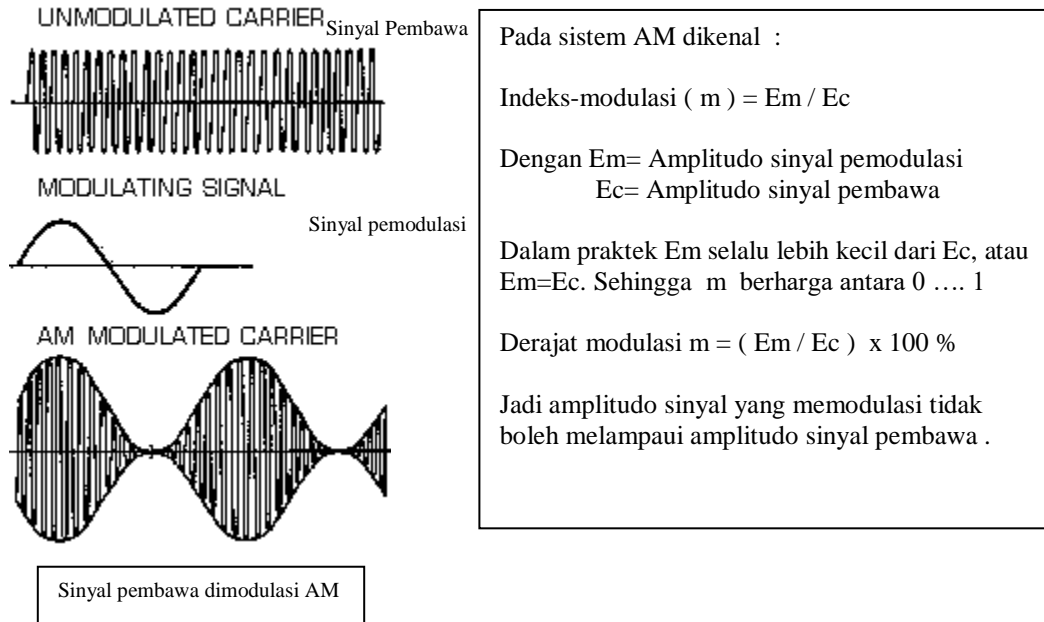 UNMODULATED CARRIER
Sinyal Pembawa
MODULATING SIGNAL
Sinyal pemodulasi
AM MODULATED CARRIER
Sinyal pembawa dimodulasi AM
Pada sistem AM dikenal :
Indeks-modulasi ( m ) = Em / Ec
Dengan Em= Amplitudo sinyal pemodulasi
Ec= Amplitudo sinyal pembawa
Dalam praktek Em selalu lebih kecil dari Ec, atau
Em=Ec. Sehingga m berharga antara 0 …. 1
Derajat modulasi m = ( Em / Ec ) x 100 %
Jadi amplitudo sinyal yang memodulasi tidak
boleh melampaui amplitudo sinyal pembawa .